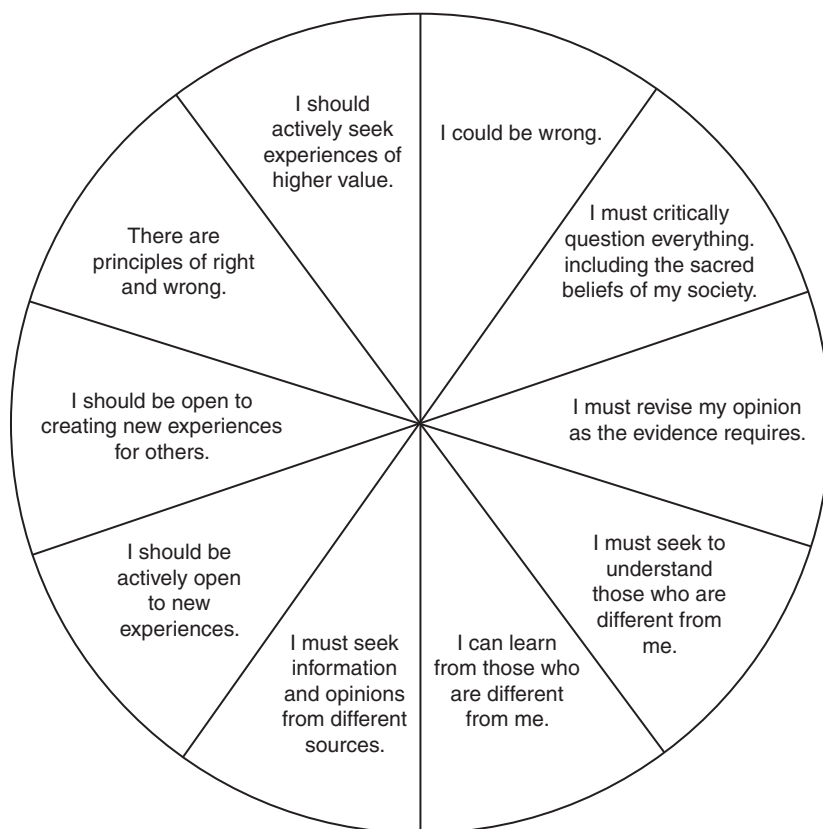 I could be wrong.
I must critically
question everything.
including the sacred
beliefs of my society.
I must revise my opinion
as the evidence requires.
I must seek to
understand
those who are
different from
me.
I can learn
from those who
are different
from me.
I must seek
information
and opinions
from different
sources.
I should be
actively open
to new
experiences.
I should be open to
creating new experiences
for others.
There are
principles of right
and wrong.
I should
actively seek
experiences of
higher value.